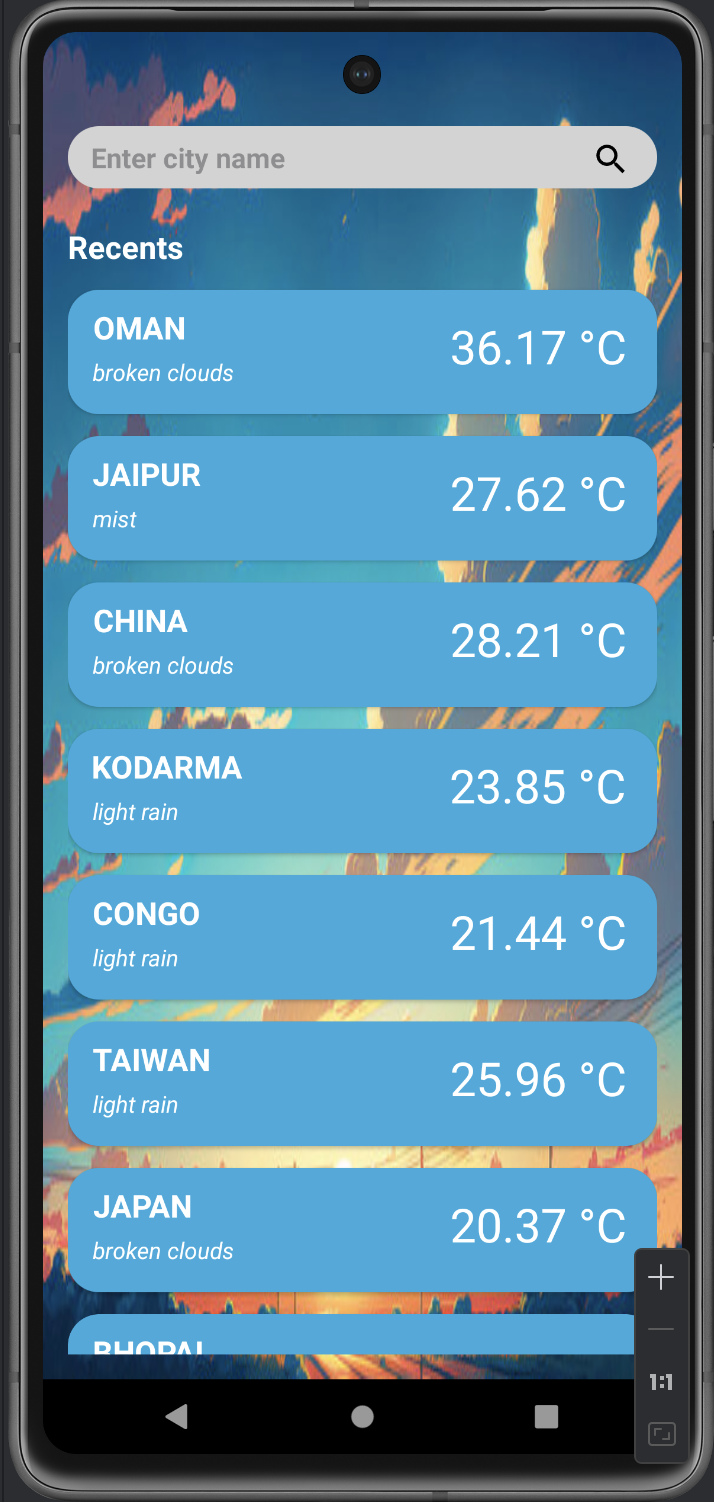 Enter city name
Recents
OMAN
36.17 °C
broken clouds
JAIPUR
27.62 °C
mist
CHINA
28.21 °C
broken clouds
KODARMA
23.85 °C
light rain
CONGO
21.44 °C
light rain
TAIWAN
25.96 °C
light rain
JAPAN
20.37 °C
broken clouds
BHOPAL
1:1